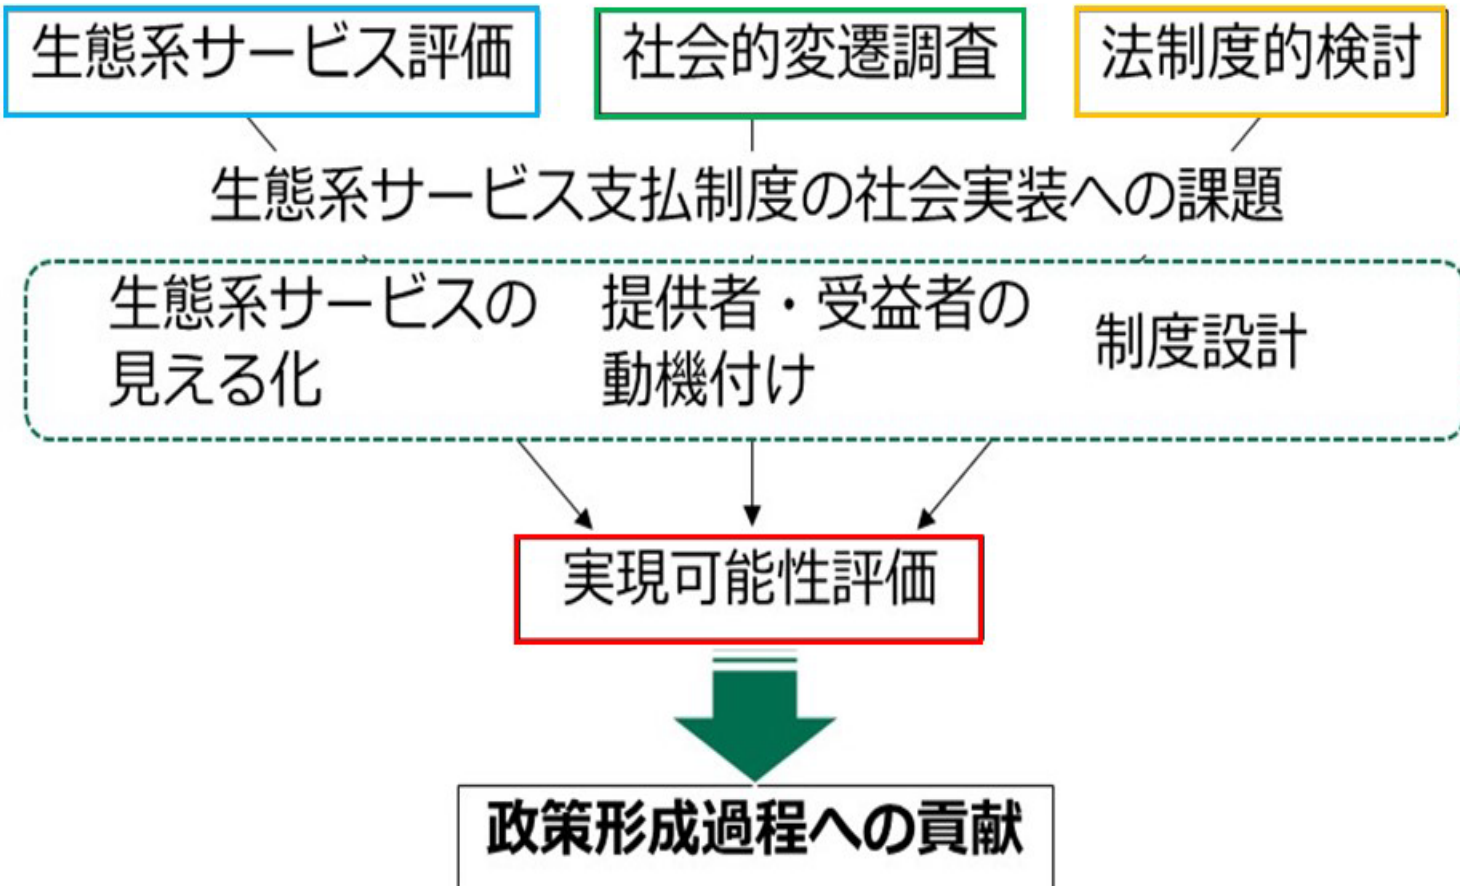 生態系サービス評価
社会的変遷調査
法制度的検討
生態系サービス支払制度の社会実装への課題
生態系サービスの
見える化
提供者・受益者の
動機付け
制度設計
実現可能性評価
政策形成過程への貢献